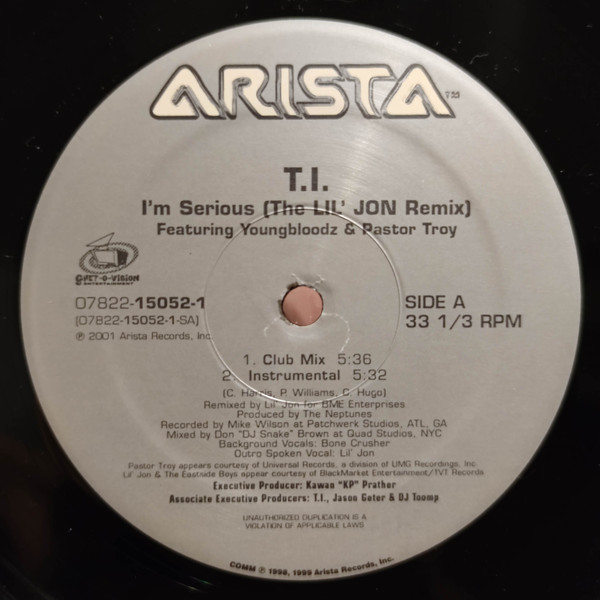 ARISTA™
T.I.
I'm Serious (The LIL' JON Remix)
Featuring Youngbloodz & Pastor Troy
GHET-O-VISION
ENTERTAINMENT
07822-15052-1
(07822-15052-1-SA)
℗ 2001 Arista Records, Inc.
SIDE A
33 1/3 RPM
1. Club Mix 5:36
2. Instrumental 5:32
(C. Harris, P. Williams, C. Hugo)
Remixed by Lil' Jon for BME Enterprises
Produced by The Neptunes
Recorded by Mike Wilson at Patchwerk Studios, ATL, GA
Mixed by Don "DJ Snake" Brown at Quad Studios, NYC
Background Vocals: Bone Crusher
Outro Spoken Vocal: Lil' Jon
Pastor Troy appears courtesy of Universal Records, a division of UMG Recordings, Inc.
Lil' Jon & The Eastside Boys appear courtesy of BlackMarket Entertainment/TVT Records
Executive Producer: Kawan "KP" Prather
Associate Executive Producers: T.I., Jason Geter & DJ Toomp
UNAUTHORIZED DUPLICATION IS A
VIOLATION OF APPLICABLE LAWS
COMM ℗ 1998, 1999 Arista Records, Inc.